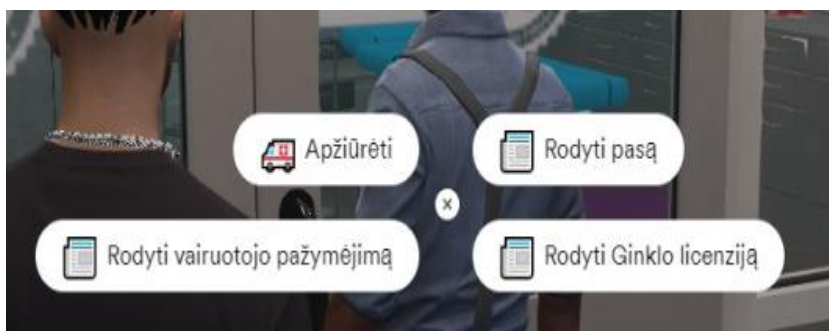 Apžiūrėti
Rodyti pasą
x
Rodyti vairuotojo pažymėjimą
Rodyti Ginklo licenziją